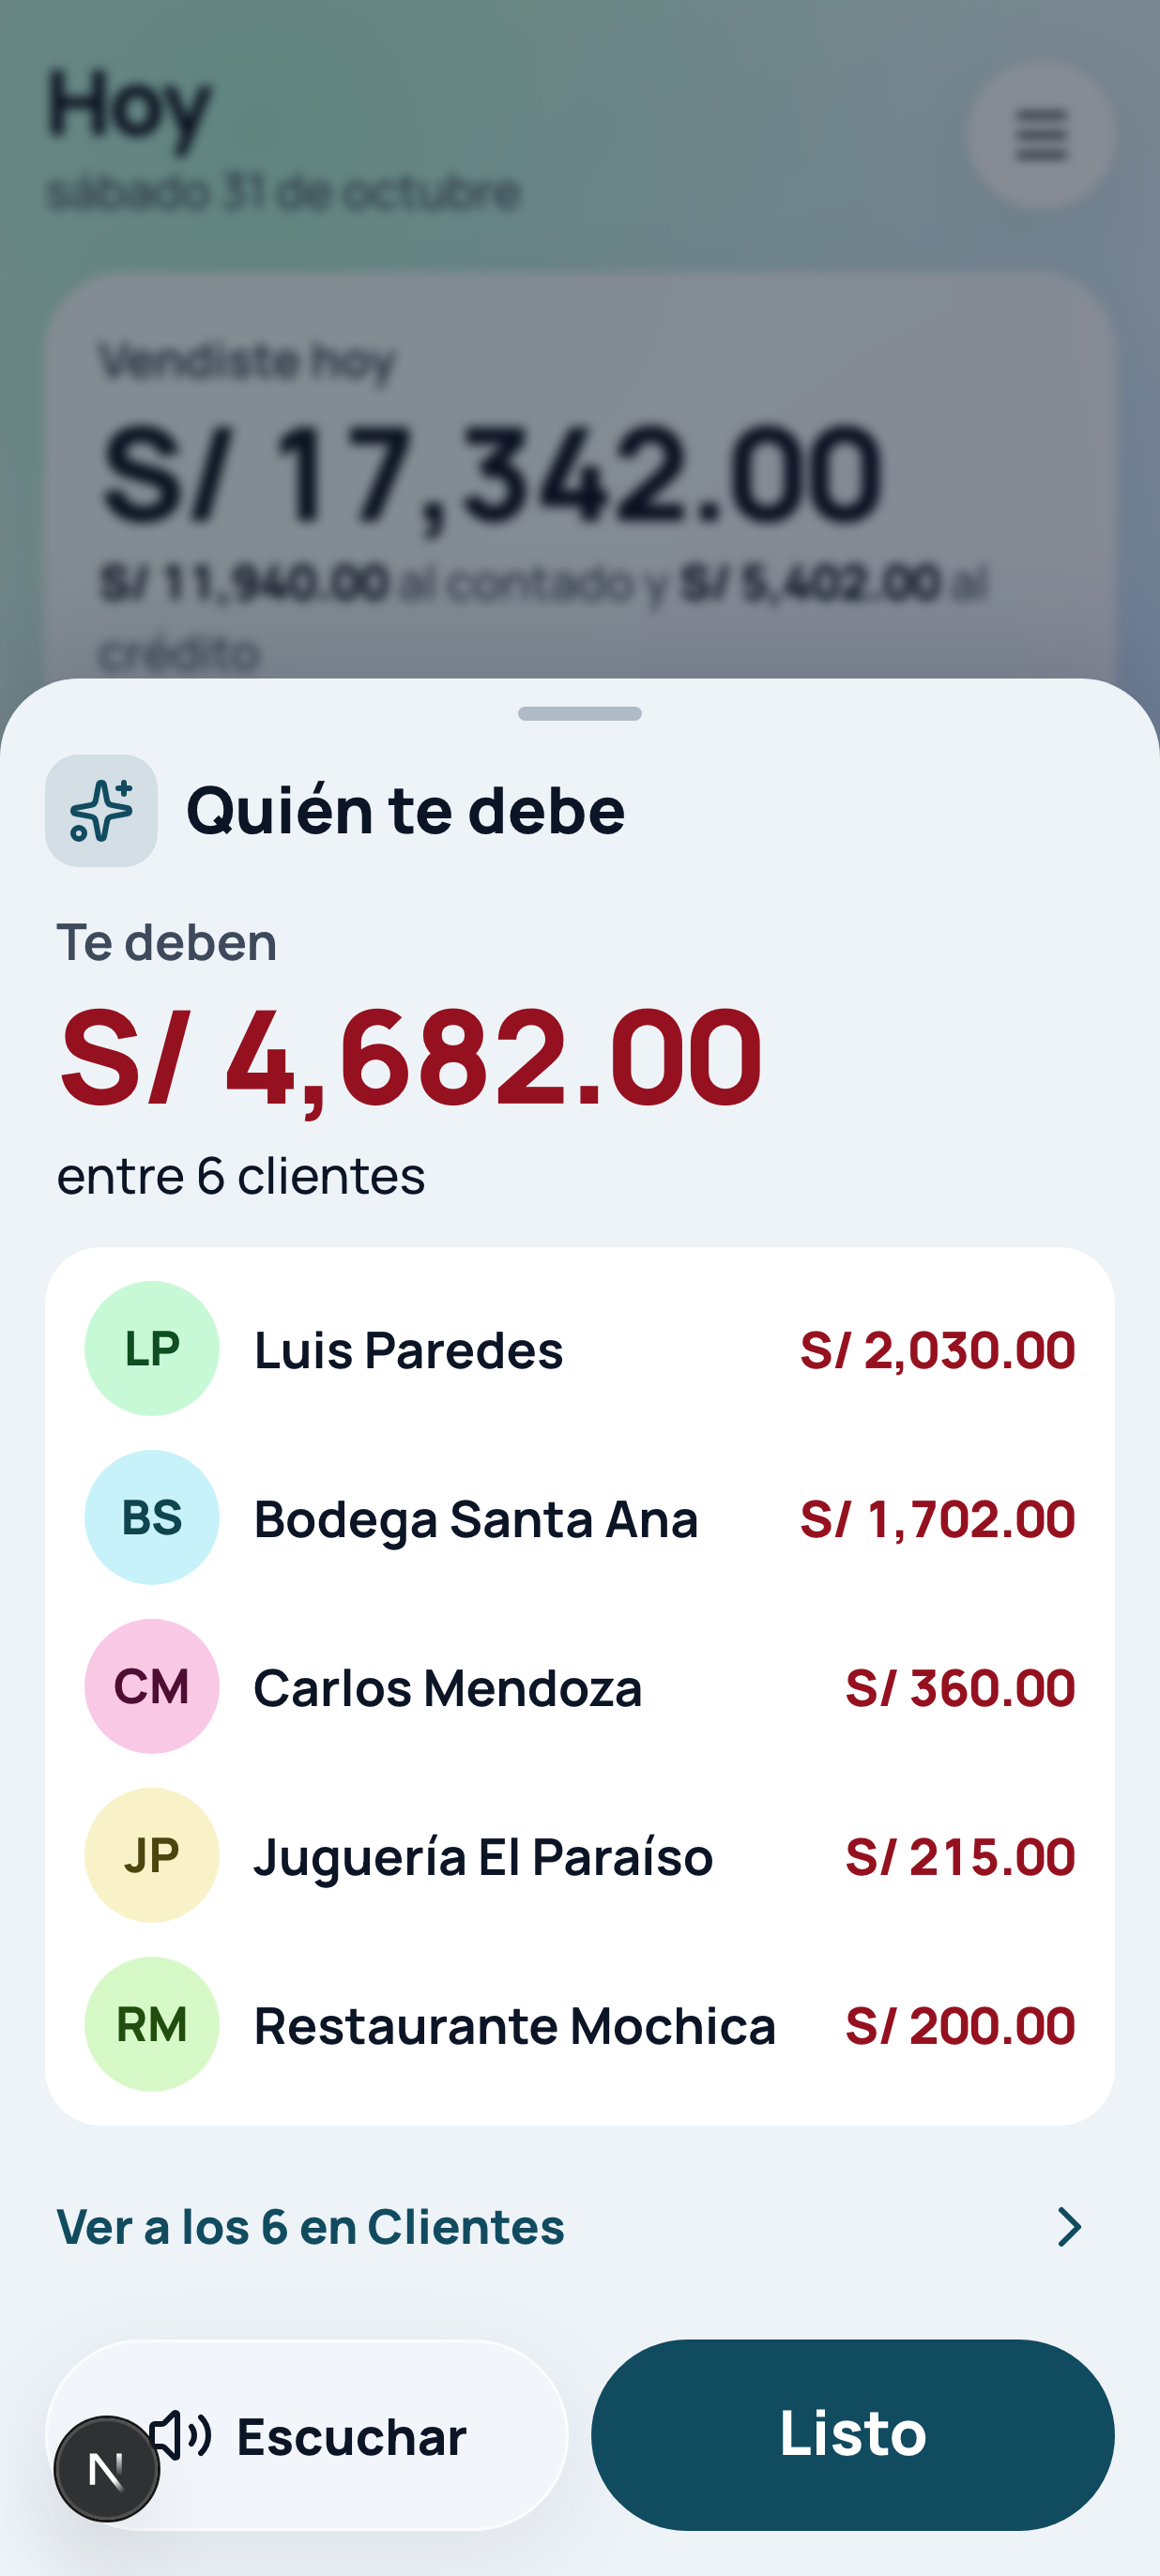 Hoy
sábado 31 de octubre
Vendiste hoy
S/ 17,342.00
S/ 11,940.00 al contado y S/ 5,402.00 al
crédito
Quién te debe
Te deben
S/ 4,682.00
entre 6 clientes
LP Luis Paredes S/ 2,030.00
BS Bodega Santa Ana S/ 1,702.00
CM Carlos Mendoza S/ 360.00
JP Juguería El Paraíso S/ 215.00
RM Restaurante Mochica S/ 200.00
Ver a los 6 en Clientes
N Escuchar Listo